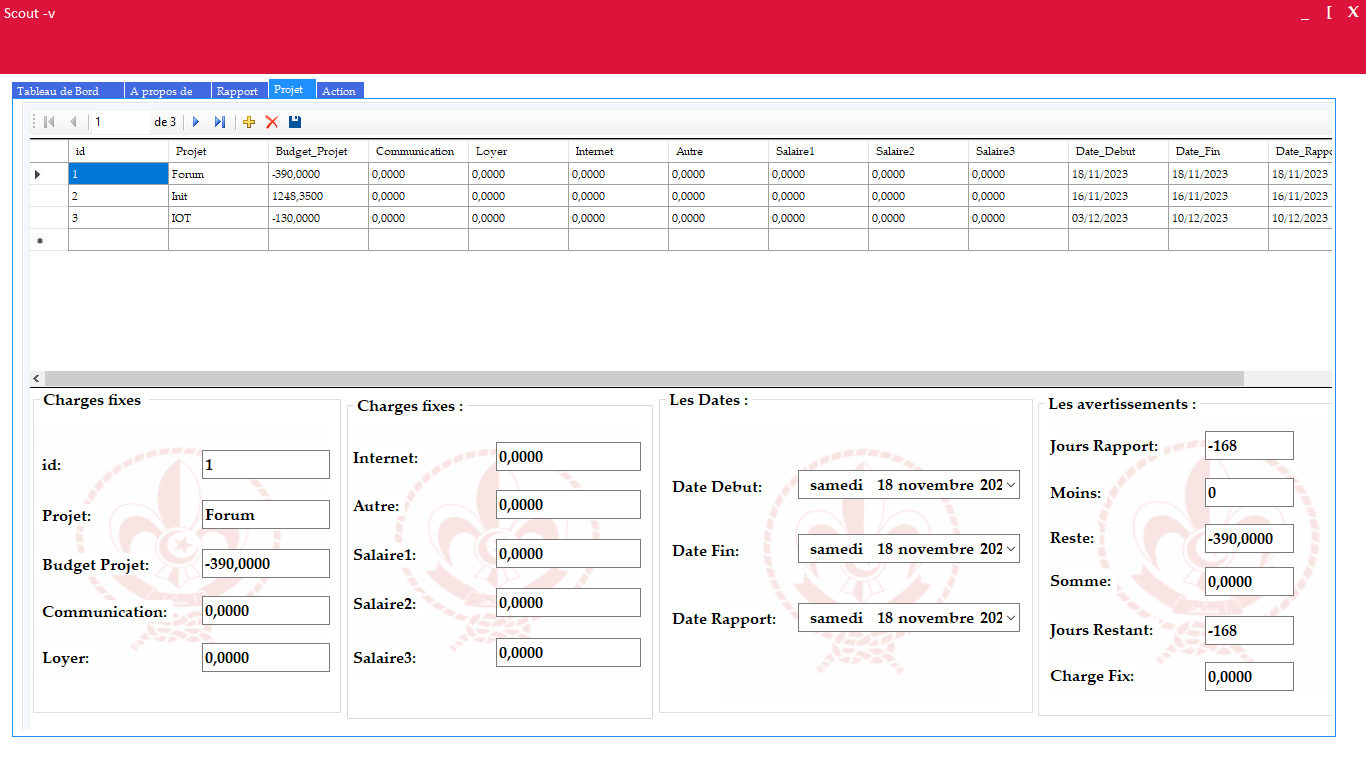 Scout -v _ [ X
Tableau de Bord A propos de Rapport Projet Action
1 de 3
id Projet Budget_Projet Communication Loyer Internet Autre Salaire1 Salaire2 Salaire3 Date_Debut Date_Fin Date_Rappo
1 Forum -390,0000 0,0000 0,0000 0,0000 0,0000 0,0000 0,0000 0,0000 18/11/2023 18/11/2023 18/11/2023
2 Init 1248,3500 0,0000 0,0000 0,0000 0,0000 0,0000 0,0000 0,0000 16/11/2023 16/11/2023 16/11/2023
3 IOT -130,0000 0,0000 0,0000 0,0000 0,0000 0,0000 0,0000 0,0000 03/12/2023 10/12/2023 10/12/2023
Charges fixes
id: 1
Projet: Forum
Budget Projet: -390,0000
Communication: 0,0000
Loyer: 0,0000
Charges fixes :
Internet: 0,0000
Autre: 0,0000
Salaire1: 0,0000
Salaire2: 0,0000
Salaire3: 0,0000
Les Dates :
Date Debut: samedi 18 novembre 202
Date Fin: samedi 18 novembre 202
Date Rapport: samedi 18 novembre 202
Les avertissements :
Jours Rapport: -168
Moins: 0
Reste: -390,0000
Somme: 0,0000
Jours Restant: -168
Charge Fix: 0,0000